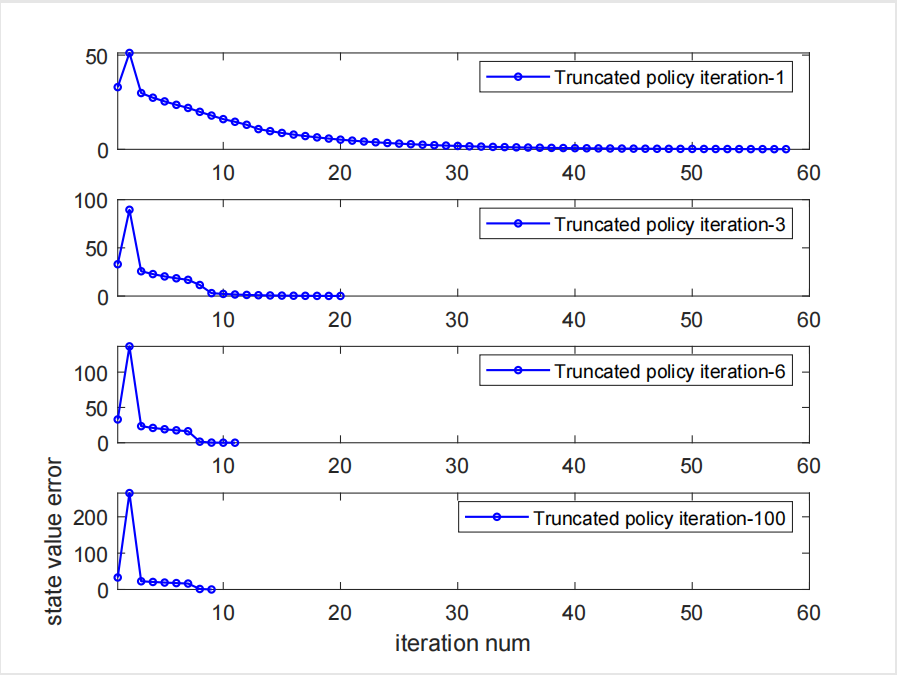 50
0
Truncated policy iteration-1
10 20 30 40 50 60
100
50
0
Truncated policy iteration-3
10 20 30 40 50 60
100
50
0
Truncated policy iteration-6
10 20 30 40 50 60
200
100
0
Truncated policy iteration-100
10 20 30 40 50 60
state value error
iteration num